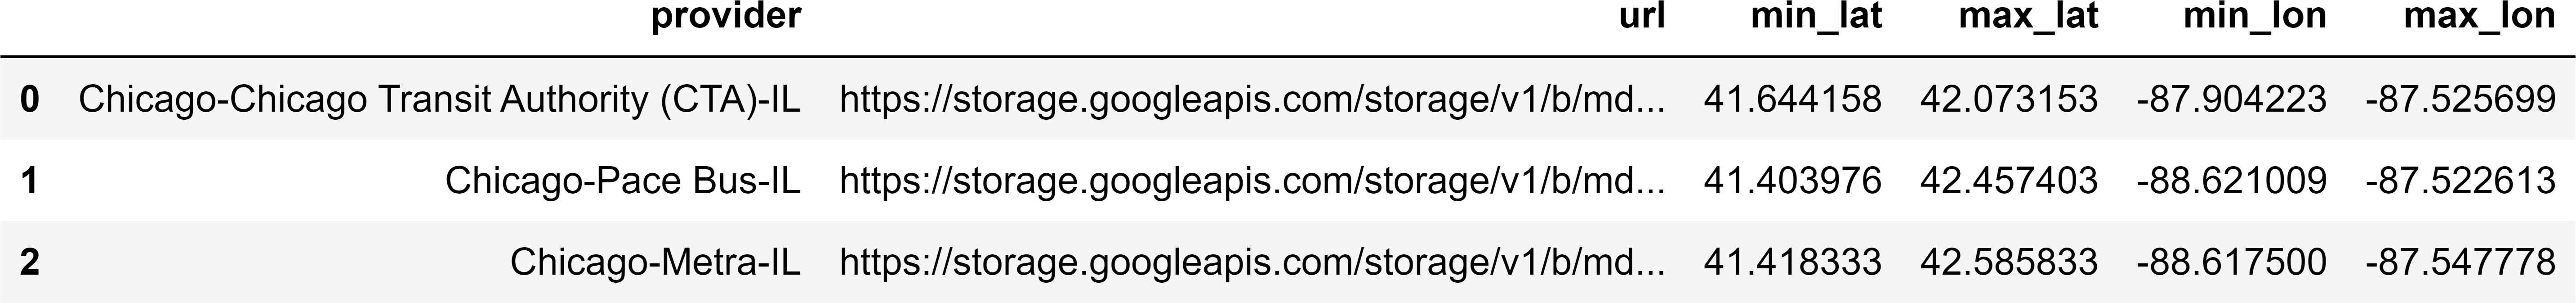 provider url min_lat max_lat min_lon max_lon
0 Chicago-Chicago Transit Authority (CTA)-IL https://storage.googleapis.com/storage/v1/b/md... 41.644158 42.073153 -87.904223 -87.525699
1 Chicago-Pace Bus-IL https://storage.googleapis.com/storage/v1/b/md... 41.403976 42.457403 -88.621009 -87.522613
2 Chicago-Metra-IL https://storage.googleapis.com/storage/v1/b/md... 41.418333 42.585833 -88.617500 -87.547778